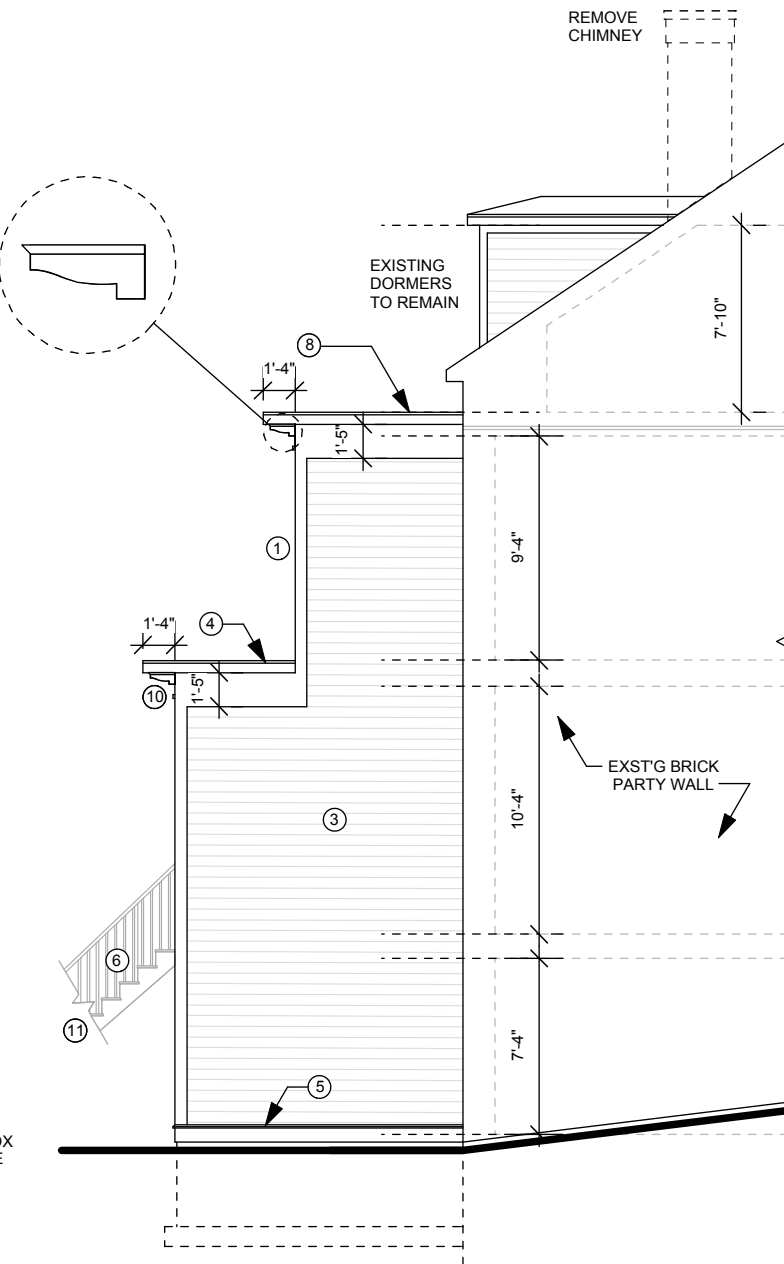 REMOVE
CHIMNEY
EXISTING
DORMERS
TO REMAIN
7'-10"
8
1'-4"
1'-5"
9'-4"
1
1'-4"
4
10
1'-5"
EXST'G BRICK
PARTY WALL
10'-4"
3
6
11
7'-4"
5
OX
E